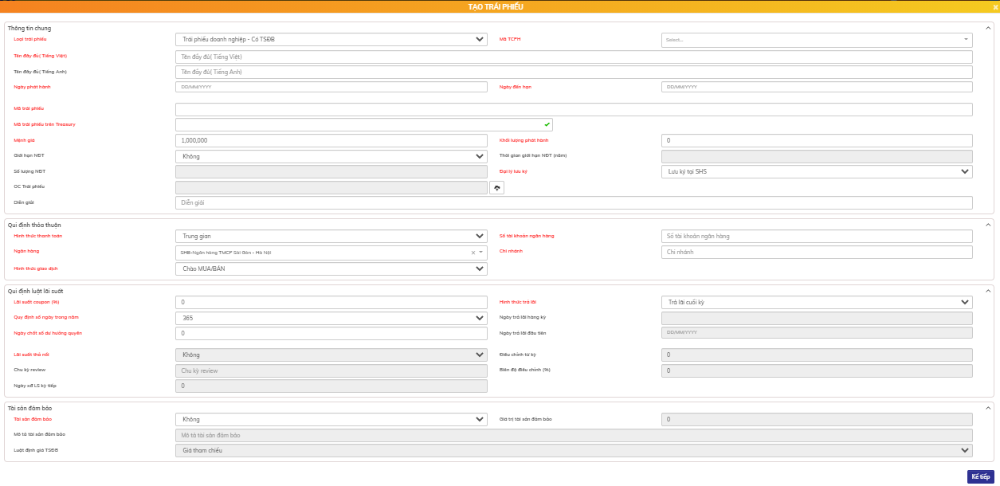 TẠO TRÁI PHIẾU
Thông tin chung
Loại trái phiếu Trái phiếu doanh nghiệp - Có TSĐB Mã TCPH Select...
Tên đầy đủ( Tiếng Việt) Tên đầy đủ( Tiếng Việt)
Tên đầy đủ( Tiếng Anh) Tên đầy đủ( Tiếng Anh)
Ngày phát hành DD/MM/YYYY Ngày đến hạn DD/MM/YYYY
Mã trái phiếu
Mã trái phiếu trên Treasury
Mệnh giá 1,000,000 Khối lượng phát hành 0
Giới hạn NĐT Không Thời gian giới hạn NĐT (năm)
Số lượng NĐT Đại lý lưu ký Lưu ký tại SHS
OC Trái phiếu
Diễn giải Diễn giải
Qui định thỏa thuận
Hình thức thanh toán Trung gian Số tài khoản ngân hàng Số tài khoản ngân hàng
Ngân hàng SHB-Ngân hàng TMCP Sài Gòn - Hà Nội Chi nhánh Chi nhánh
Hình thức giao dịch Chào MUA/BÁN
Qui định luật lãi suất
Lãi suất coupon (%) 0 Hình thức trả lãi Trả lãi cuối kỳ
Quy định số ngày trong năm 365 Ngày trả lãi hàng kỳ
Ngày chốt số dư hưởng quyền 0 Ngày trả lãi đầu tiên DD/MM/YYYY
Lãi suất thả nổi Không Điều chỉnh từ kỳ 0
Chu kỳ review Chu kỳ review Biên độ điều chỉnh (%) 0
Ngày xđ LS kỳ tiếp 0
Tài sản đảm bảo
Tài sản đảm bảo Không Giá trị tài sản đảm bảo 0
Mô tả tài sản đảm bảo Mô tả tài sản đảm bảo
Luật định giá TSĐB Giá tham chiếu
Kế tiếp